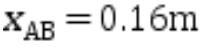 x_AB = 0.16m